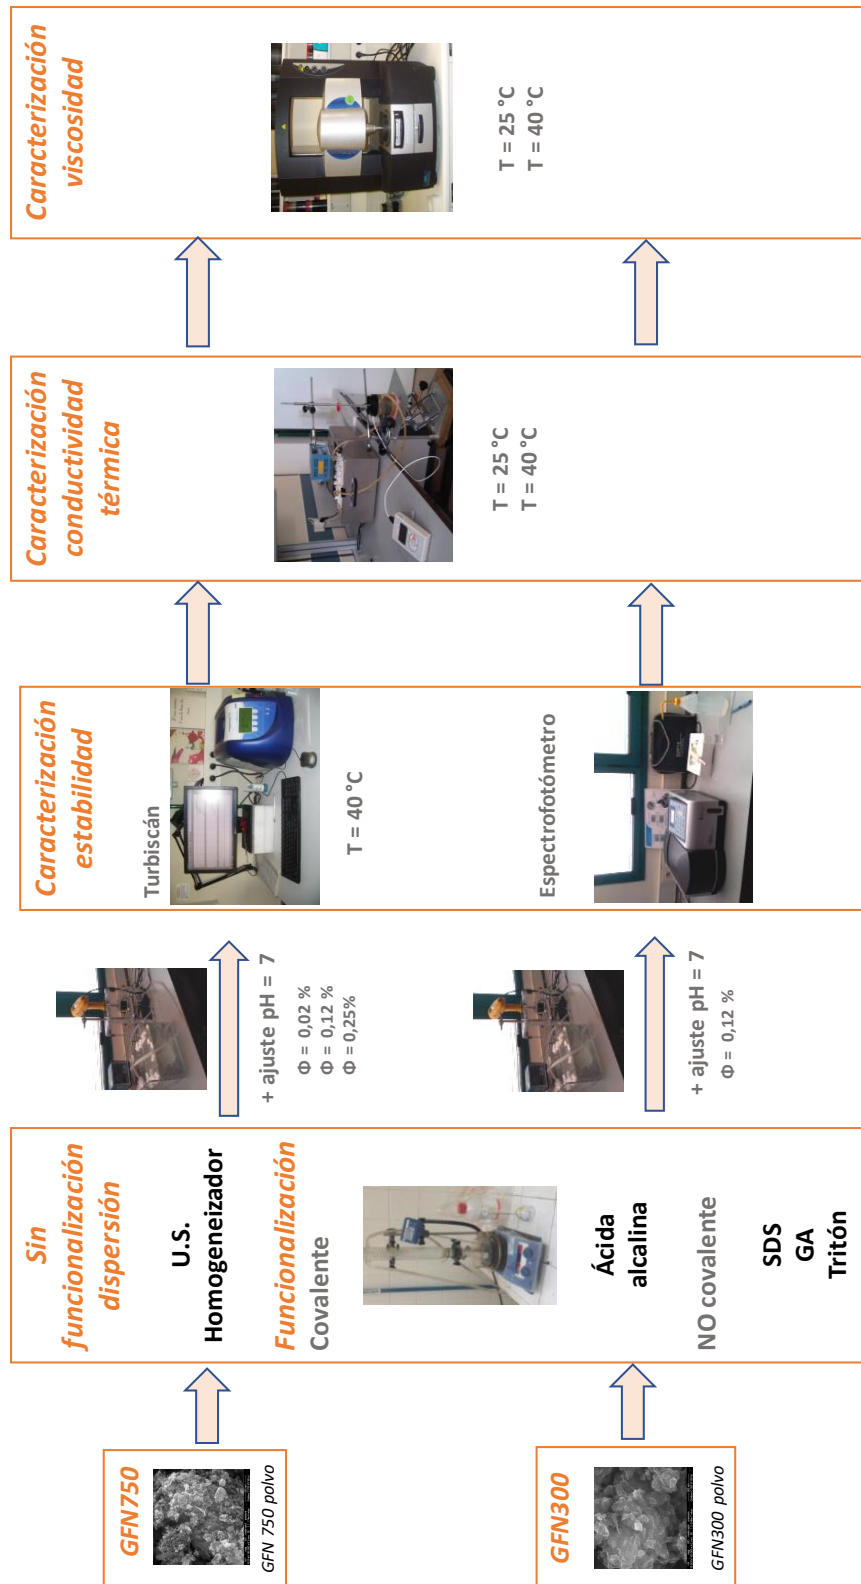 GFN750
GFN 750 polvo
GFN300
GFN300 polvo
Sin
funcionalización
dispersión
U.S.
Homogeneizador
Funcionalización
Covalente
Ácida
alcalina
NO covalente
SDS
GA
Tritón
+ ajuste pH = 7
Φ = 0,02 %
Φ = 0,12 %
Φ = 0,25%
+ ajuste pH = 7
Φ = 0,12 %
Caracterización
estabilidad
Turbiscán
T = 40 °C
Espectrofotómetro
Caracterización
conductividad
térmica
T = 25 °C
T = 40 °C
Caracterización
viscosidad
T = 25 °C
T = 40 °C